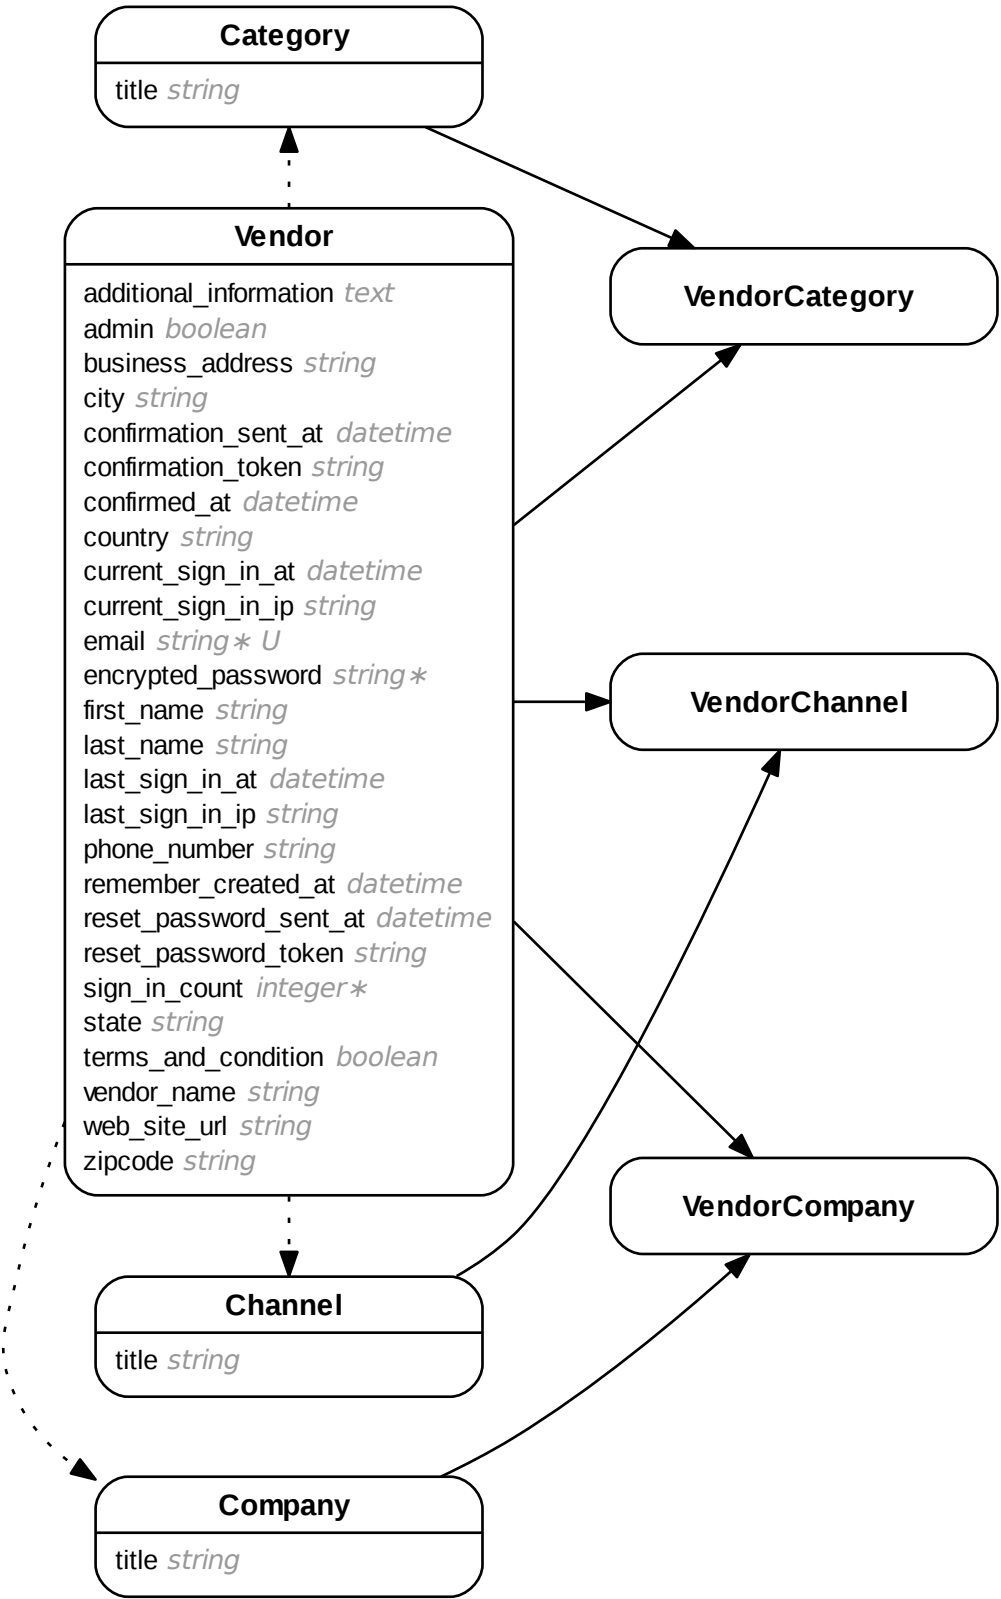 Category
title string
Vendor
additional_information text
admin boolean
business_address string
city string
confirmation_sent_at datetime
confirmation_token string
confirmed_at datetime
country string
current_sign_in_at datetime
current_sign_in_ip string
email string∗ U
encrypted_password string∗
first_name string
last_name string
last_sign_in_at datetime
last_sign_in_ip string
phone_number string
remember_created_at datetime
reset_password_sent_at datetime
reset_password_token string
sign_in_count integer∗
state string
terms_and_condition boolean
vendor_name string
web_site_url string
zipcode string
VendorCategory
VendorChannel
VendorCompany
Channel
title string
Company
title string